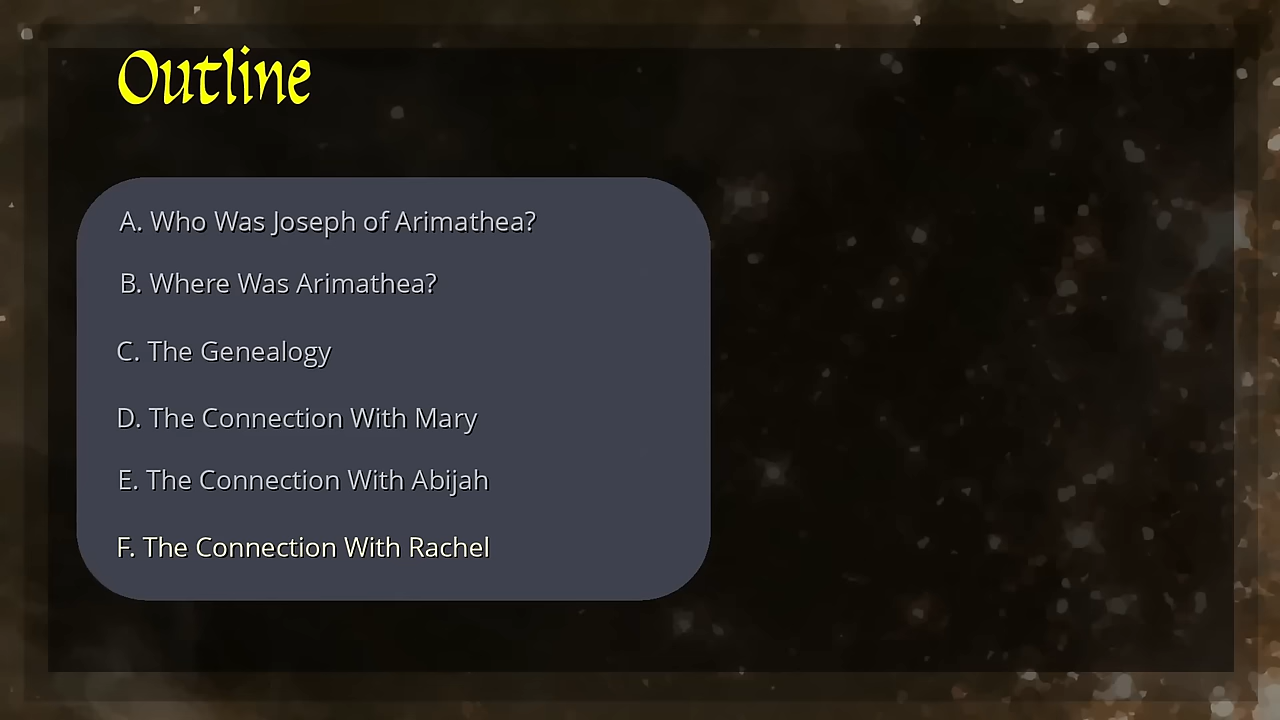 Outline
A. Who Was Joseph of Arimathea?
B. Where Was Arimathea?
C. The Genealogy
D. The Connection With Mary
E. The Connection With Abijah
F. The Connection With Rachel